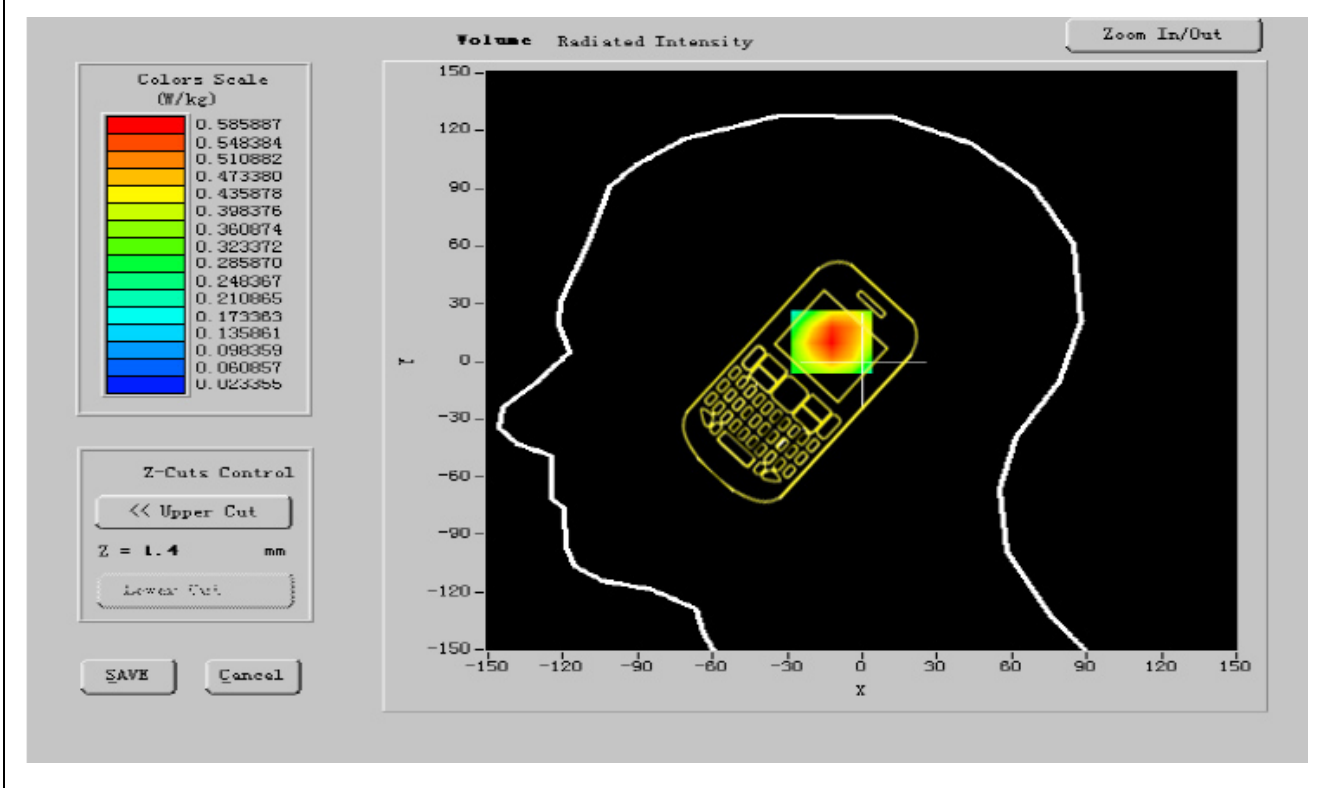 Volume Radiated Intensity
Zoom In/Out
Colors Scale
(W/kg)
0.585887
0.548384
0.510882
0.473380
0.435878
0.398376
0.360874
0.323372
0.285870
0.248367
0.210865
0.173363
0.135861
0.098359
0.060857
0.023355
Z-Cuts Control
<< Upper Cut
Z = 1.4 mm
Lower Cut
SAVE
Cancel
150
120
90
60
30
0
-30
-60
-90
-120
-150
Y
-150 -120 -90 -60 -30 0 30 60 90 120 150
X